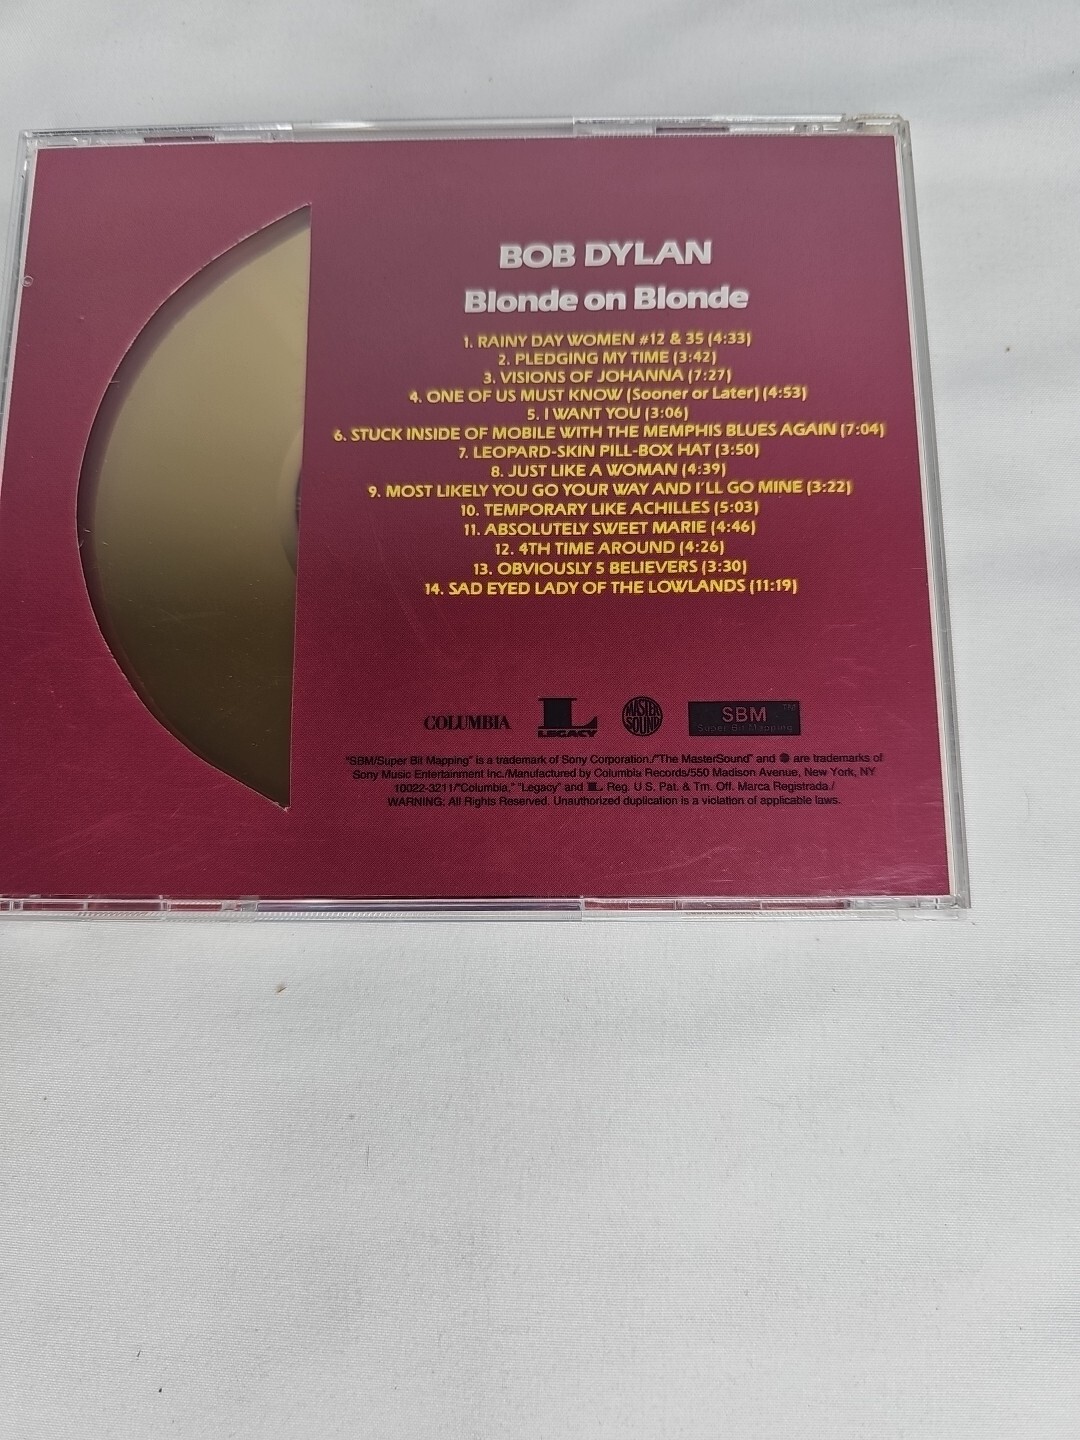 BOB DYLAN
Blonde on Blonde
1. RAINY DAY WOMEN #12 & 35 (4:33)
2. PLEDGING MY TIME (3:42)
3. VISIONS OF JOHANNA (7:27)
4. ONE OF US MUST KNOW (Sooner or Later) (4:53)
5. I WANT YOU (3:06)
6. STUCK INSIDE OF MOBILE WITH THE MEMPHIS BLUES AGAIN (7:04)
7. LEOPARD-SKIN PILL-BOX HAT (3:50)
8. JUST LIKE A WOMAN (4:39)
9. MOST LIKELY YOU GO YOUR WAY AND I'LL GO MINE (3:22)
10. TEMPORARY LIKE ACHILLES (5:03)
11. ABSOLUTELY SWEET MARIE (4:46)
12. 4TH TIME AROUND (4:26)
13. OBVIOUSLY 5 BELIEVERS (3:30)
14. SAD EYED LADY OF THE LOWLANDS (11:19)
COLUMBIA L LEGACY MASTER SOUND SBM TM Super Bit Mapping
"SBM/Super Bit Mapping" is a trademark of Sony Corporation./"The MasterSound" and are trademarks of
Sony Music Entertainment Inc./Manufactured by Columbia Records/550 Madison Avenue, New York, NY
10022-3211/"Columbia," "Legacy" and L Reg. U.S. Pat. & Tm. Off. Marca Registrada./
WARNING: All Rights Reserved. Unauthorized duplication is a violation of applicable laws.